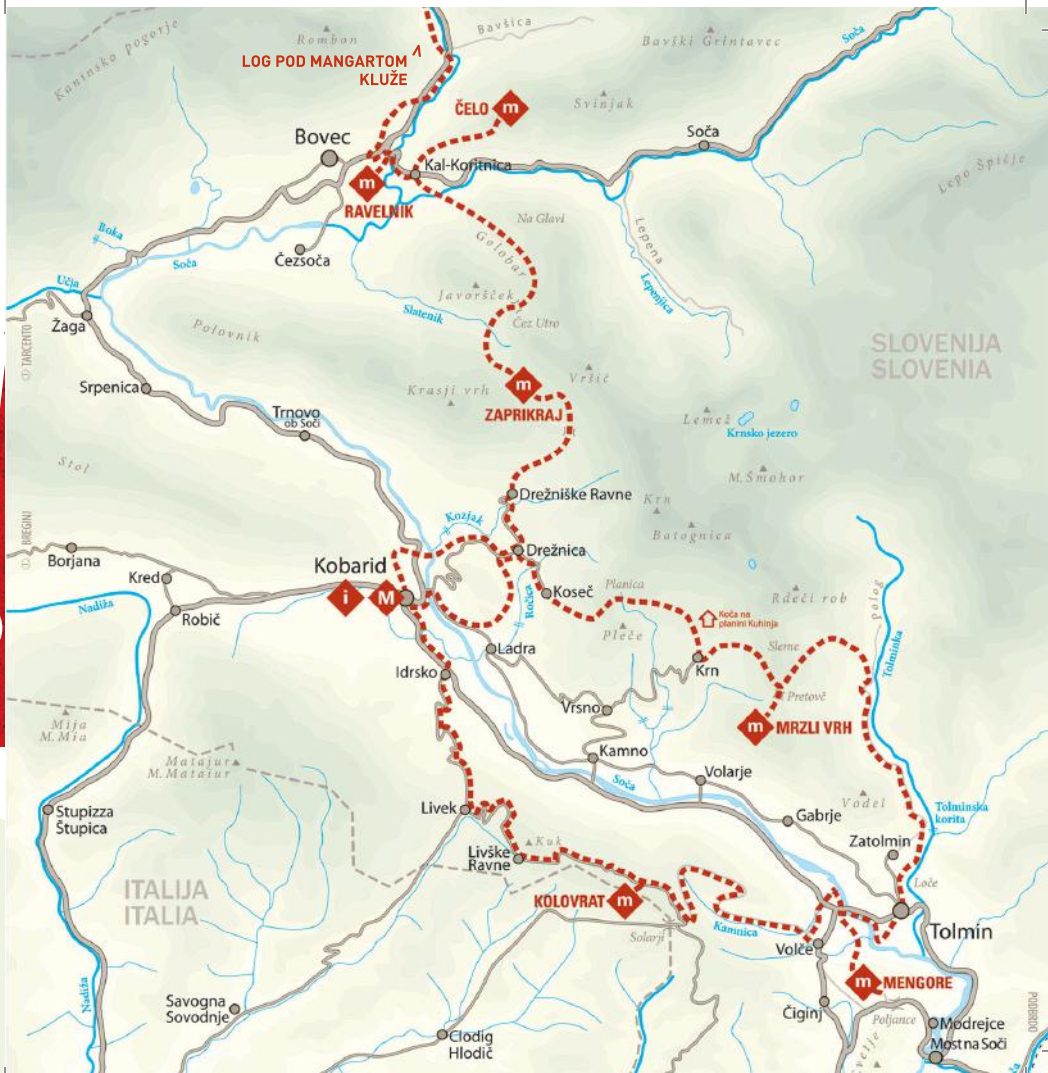 Kaninsko pogorje
Rombon
Bavšica
Bavški Grintavec
Soča
LOG POD MANGARTOM
KLUŽE
ČELO
m
Svinjak
Bovec
Soča
Kal-Koritnica
Lepo Špičje
m
RAVELNIK
Na Glavi
Golobar
Lepena
Boka
Soča
Čezsoča
Učja
Javoršček
Lepenjica
Slatenik
Čez Utro
Žaga
Polovnik
TARCENTO
SLOVENIJA
SLOVENIA
Srpenica
Krasji vrh
m
ZAPRIKRAJ
Vršič
Trnovo
ob Soči
Lemež
Krnsko jezero
Stol
M. Šmohor
Drežniške Ravne
Krn
Kozjak
Batognica
BREGINJ
Borjana
Drežnica
Kobarid
Kred
i
M
Koseč
Planica
Rdeči rob
Polog
Nadiža
Robič
Ročica
Koča na
planini Kuhinja
Pleče
Sleme
Ladra
Krn
Tolminka
Idrsko
Pretovč
Vrsno
m
MRZLI VRH
Mija
M. Mia
Matajur
M. Mataiur
Kamno
Soča
Volarje
Vodel
Stupizza
Štupica
Livek
Gabrje
Tolminska
korita
Zatolmin
Livške
Ravne
Kuk
Loče
ITALIJA
ITALIA
KOLOVRAT
m
Kamnica
Solarji
Volče
Tolmin
Nadiža
m
MENGORE
Savogna
Sovodnje
Čiginj
Poljance
Modrejce
Clodig
Hlodič
Most na Soči
PODBRDO